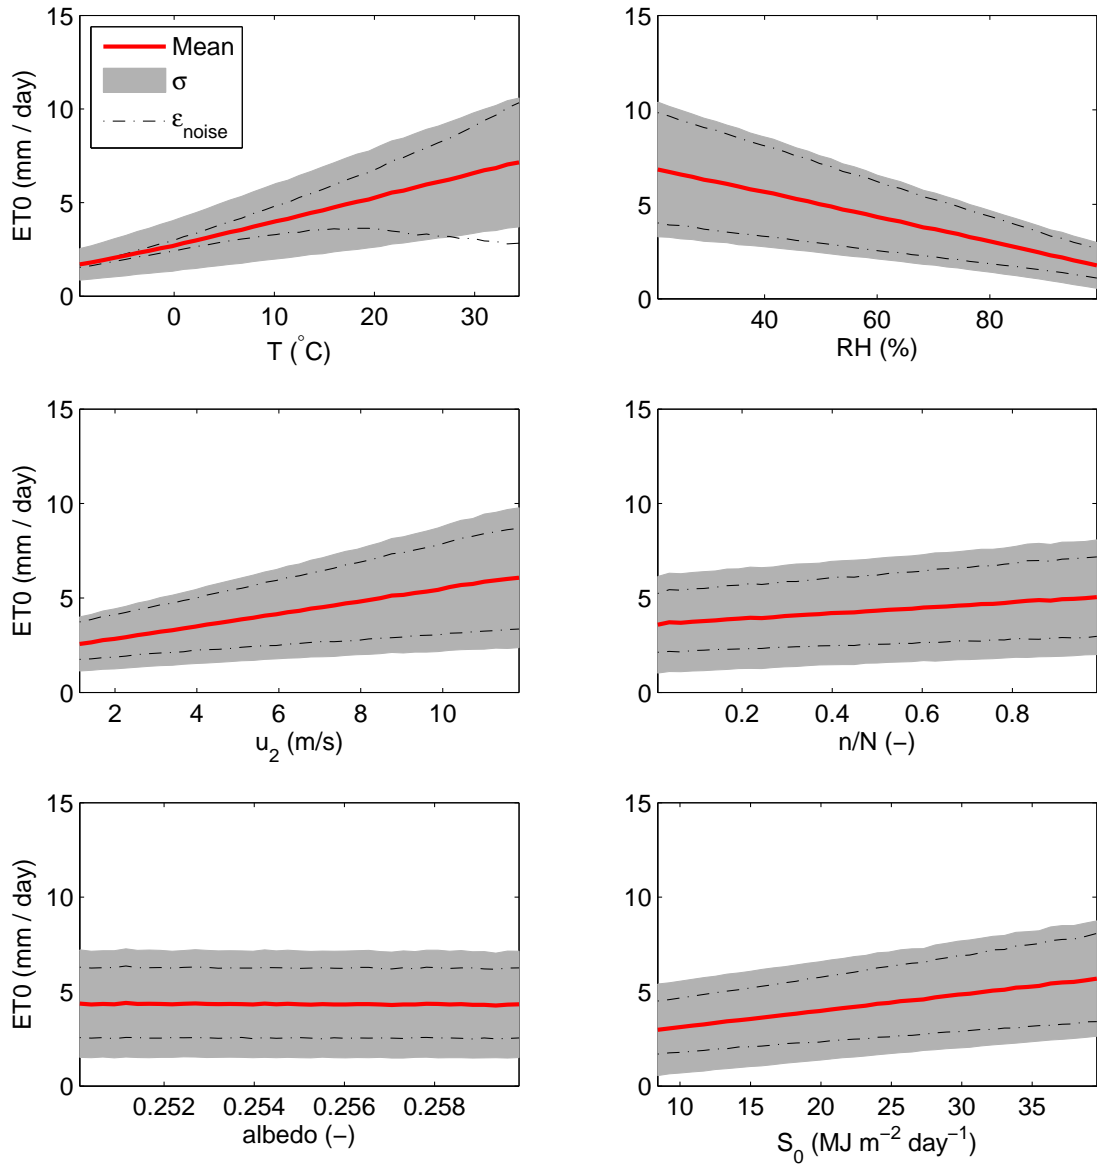 15
10
5
0
ET0 (mm / day)
Mean
σ
ε_noise
0 10 20 30
T (°C)
15
10
5
0
40 60 80
RH (%)
15
10
5
0
ET0 (mm / day)
2 4 6 8 10
u_2 (m/s)
15
10
5
0
0.2 0.4 0.6 0.8
n/N (−)
15
10
5
0
ET0 (mm / day)
0.252 0.254 0.256 0.258
albedo (−)
15
10
5
0
10 15 20 25 30 35
S_0 (MJ m⁻² day⁻¹)